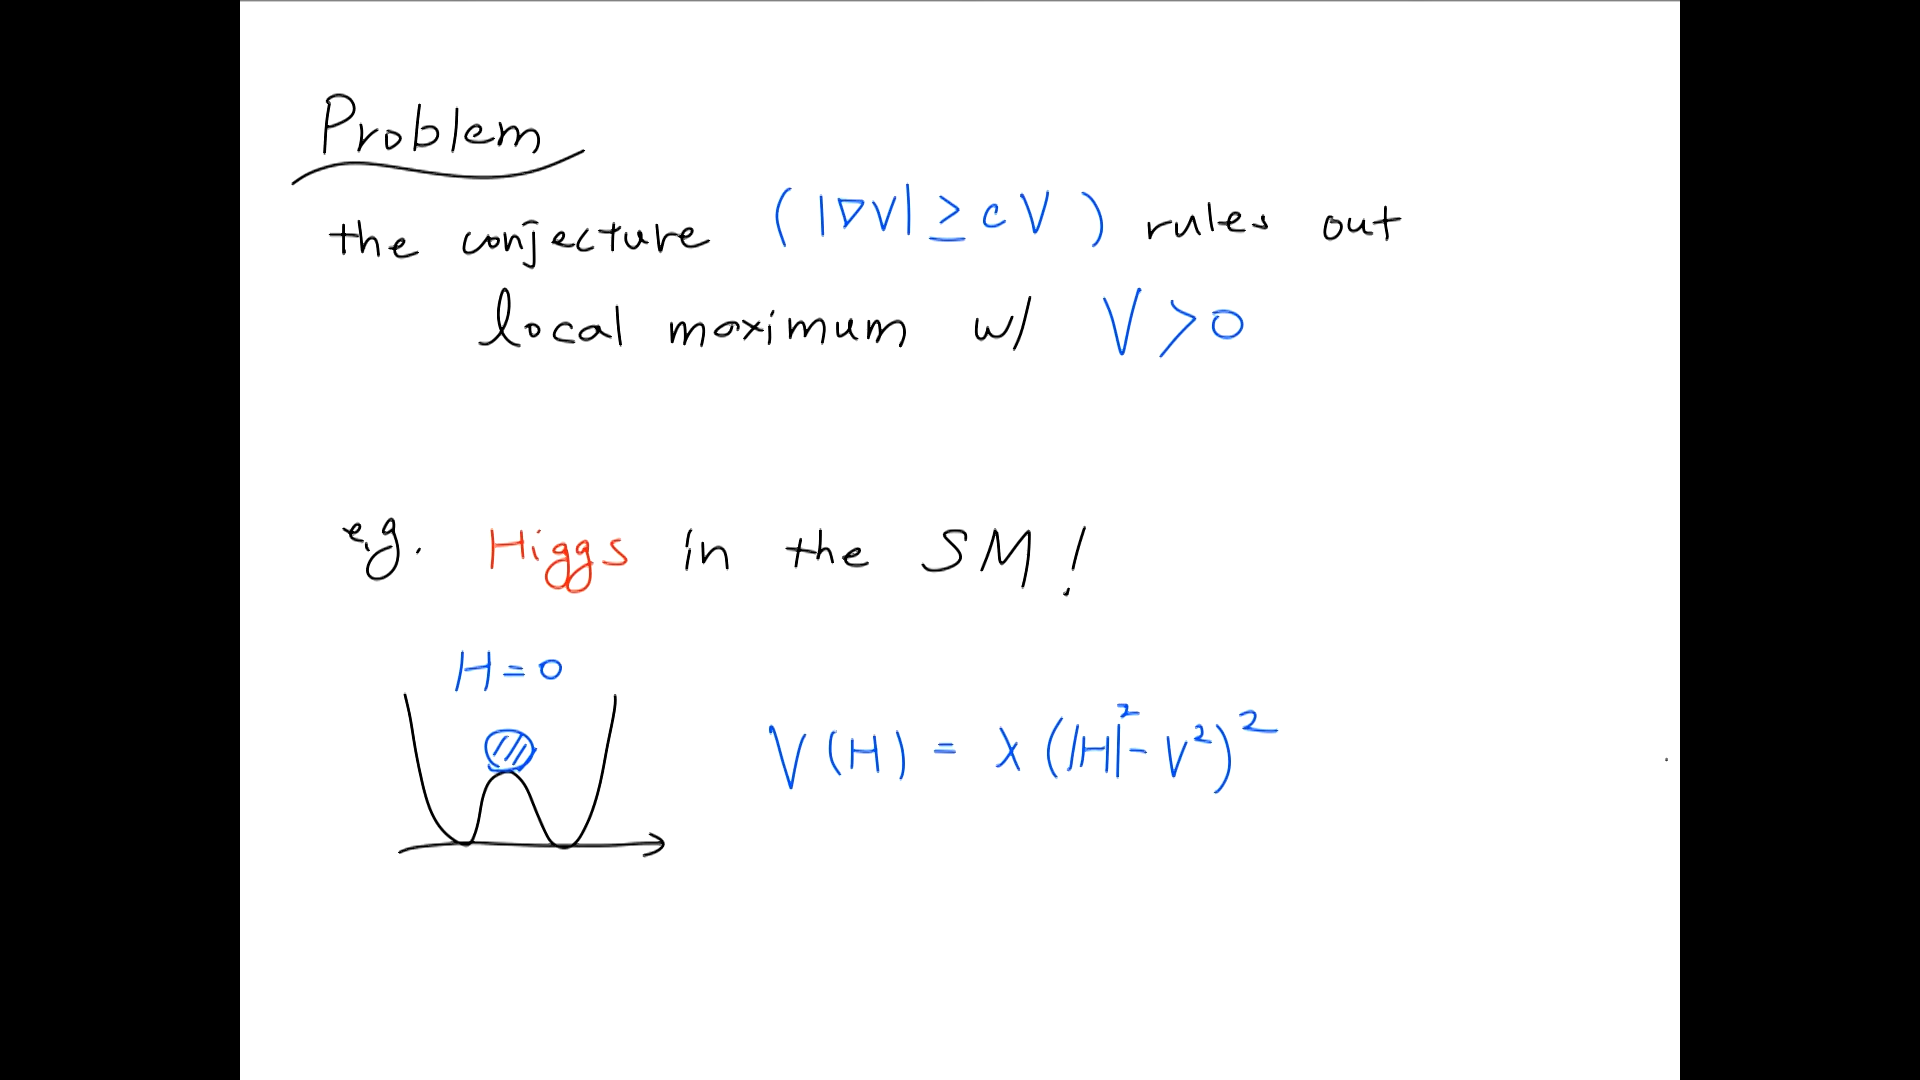 Problem
the conjecture (|∇V| ≥ cV) rules out
local maximum w/ V>0
e.g. Higgs in the SM!
H=0
V(H) = λ(|H|²-v²)²